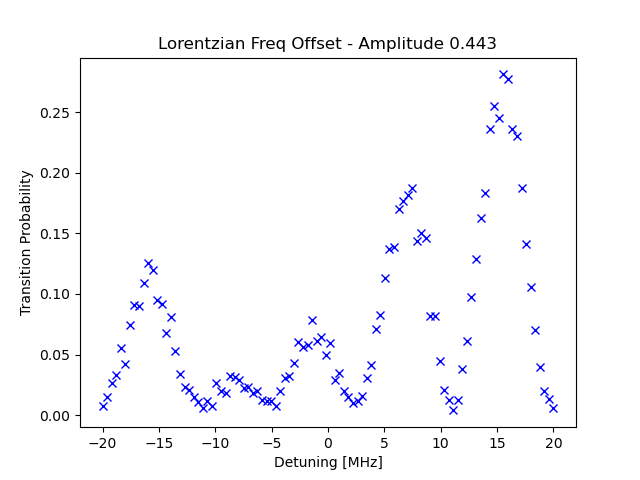 Lorentzian Freq Offset - Amplitude 0.443
0.25
0.20
0.15
0.10
0.05
0.00
Transition Probability
−20 −15 −10 −5 0 5 10 15 20
Detuning [MHz]